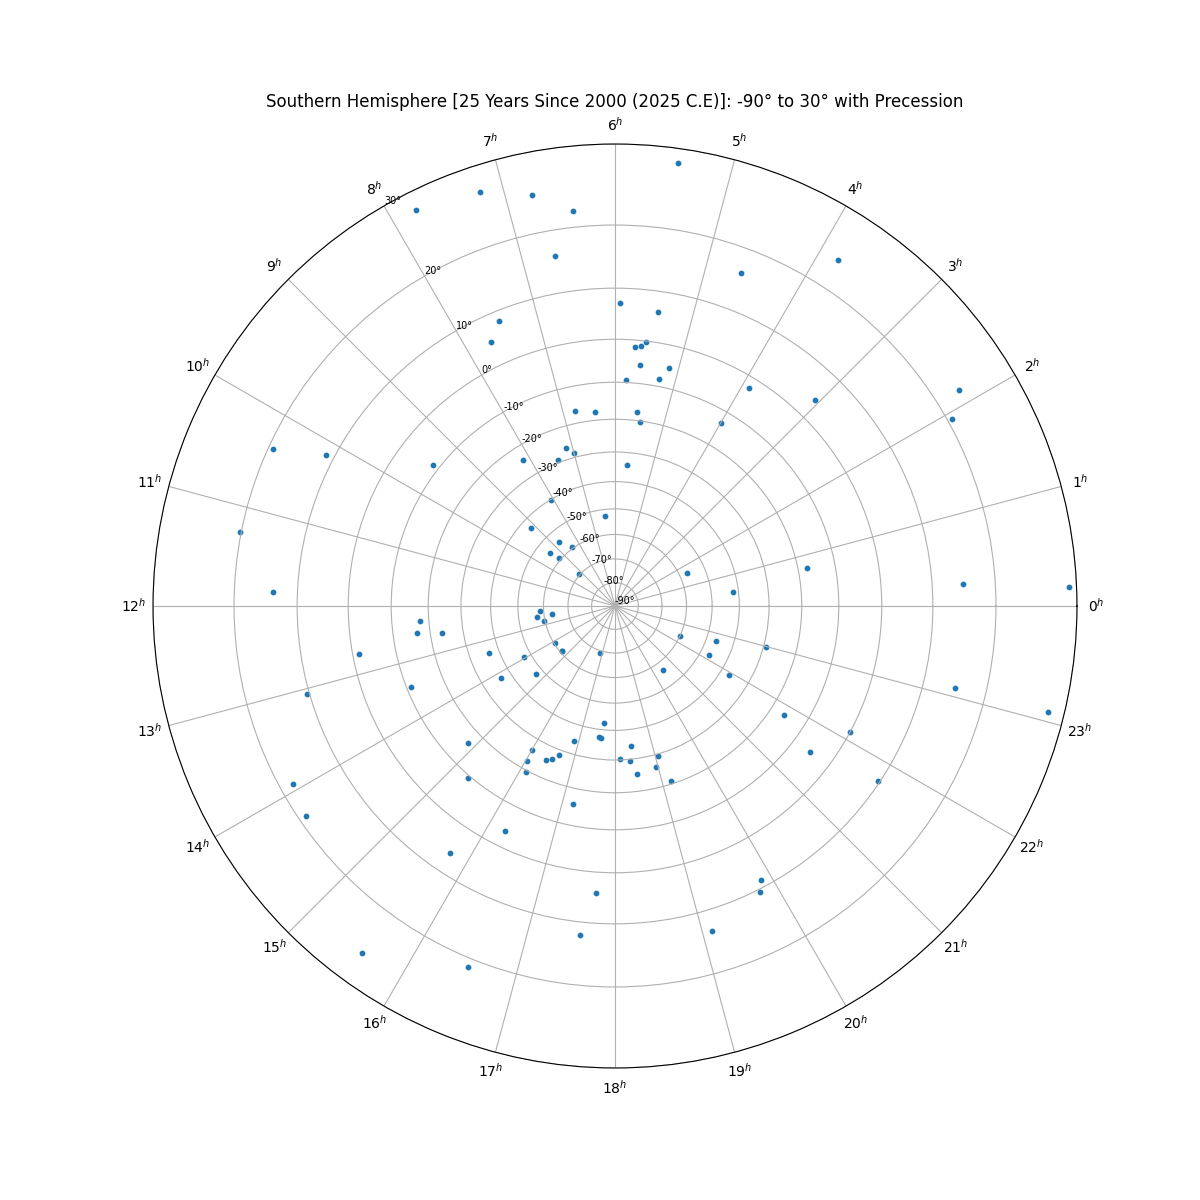 Southern Hemisphere [25 Years Since 2000 (2025 C.E)]: -90° to 30° with Precession
6ʰ
7ʰ
5ʰ
8ʰ
4ʰ
30°
9ʰ
3ʰ
20°
10°
10ʰ
2ʰ
0°
-10°
-20°
-30°
11ʰ
1ʰ
-40°
-50°
-60°
-70°
-80°
-90°
12ʰ
0ʰ
13ʰ
23ʰ
14ʰ
22ʰ
15ʰ
21ʰ
16ʰ
20ʰ
17ʰ
19ʰ
18ʰ